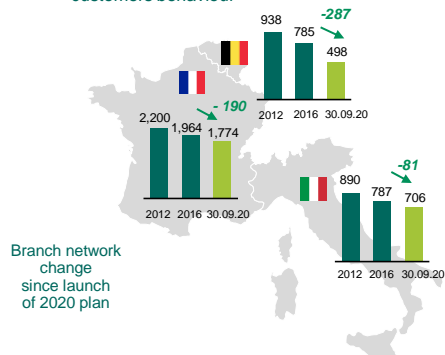 customers behaviour
938
785
498
-287
2012 2016 30.09.20
2,200
1,964
1,774
- 190
2012 2016 30.09.20
890
787
706
-81
2012 2016 30.09.20
Branch network
change
since launch
of 2020 plan